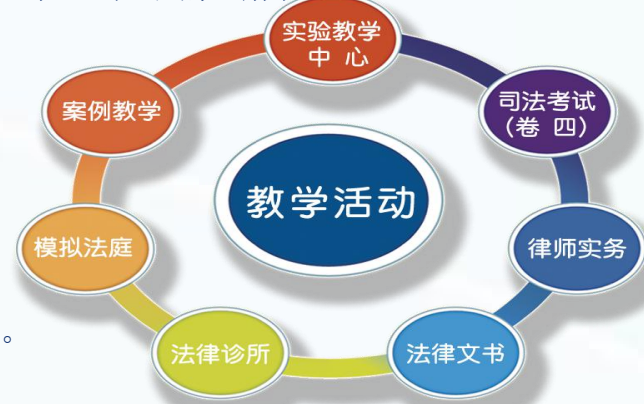 实验教学
中心
司法考试
(卷 四)
律师实务
法律文书
法律诊所
模拟法庭
案例教学
教学活动
。